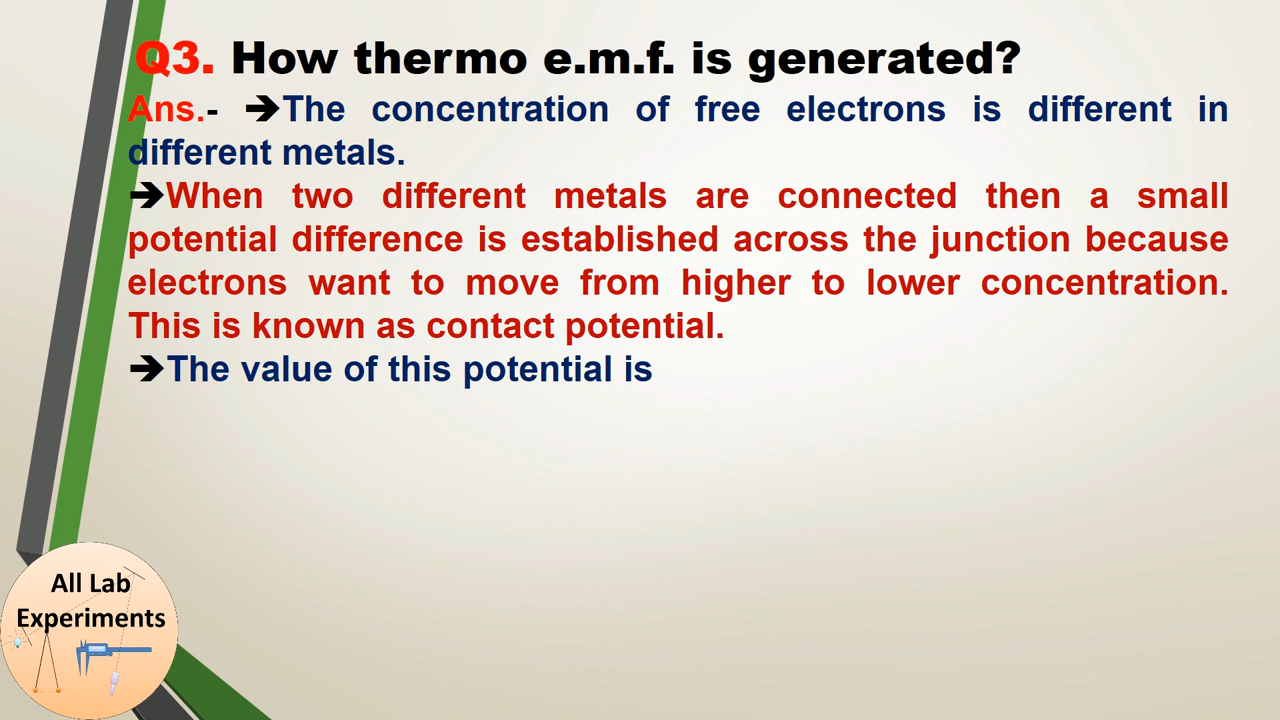 Q3. How thermo e.m.f. is generated?
Ans.- ➔The concentration of free electrons is different in
different metals.
➔When two different metals are connected then a small
potential difference is established across the junction because
electrons want to move from higher to lower concentration.
This is known as contact potential.
➔The value of this potential is
All Lab
Experiments